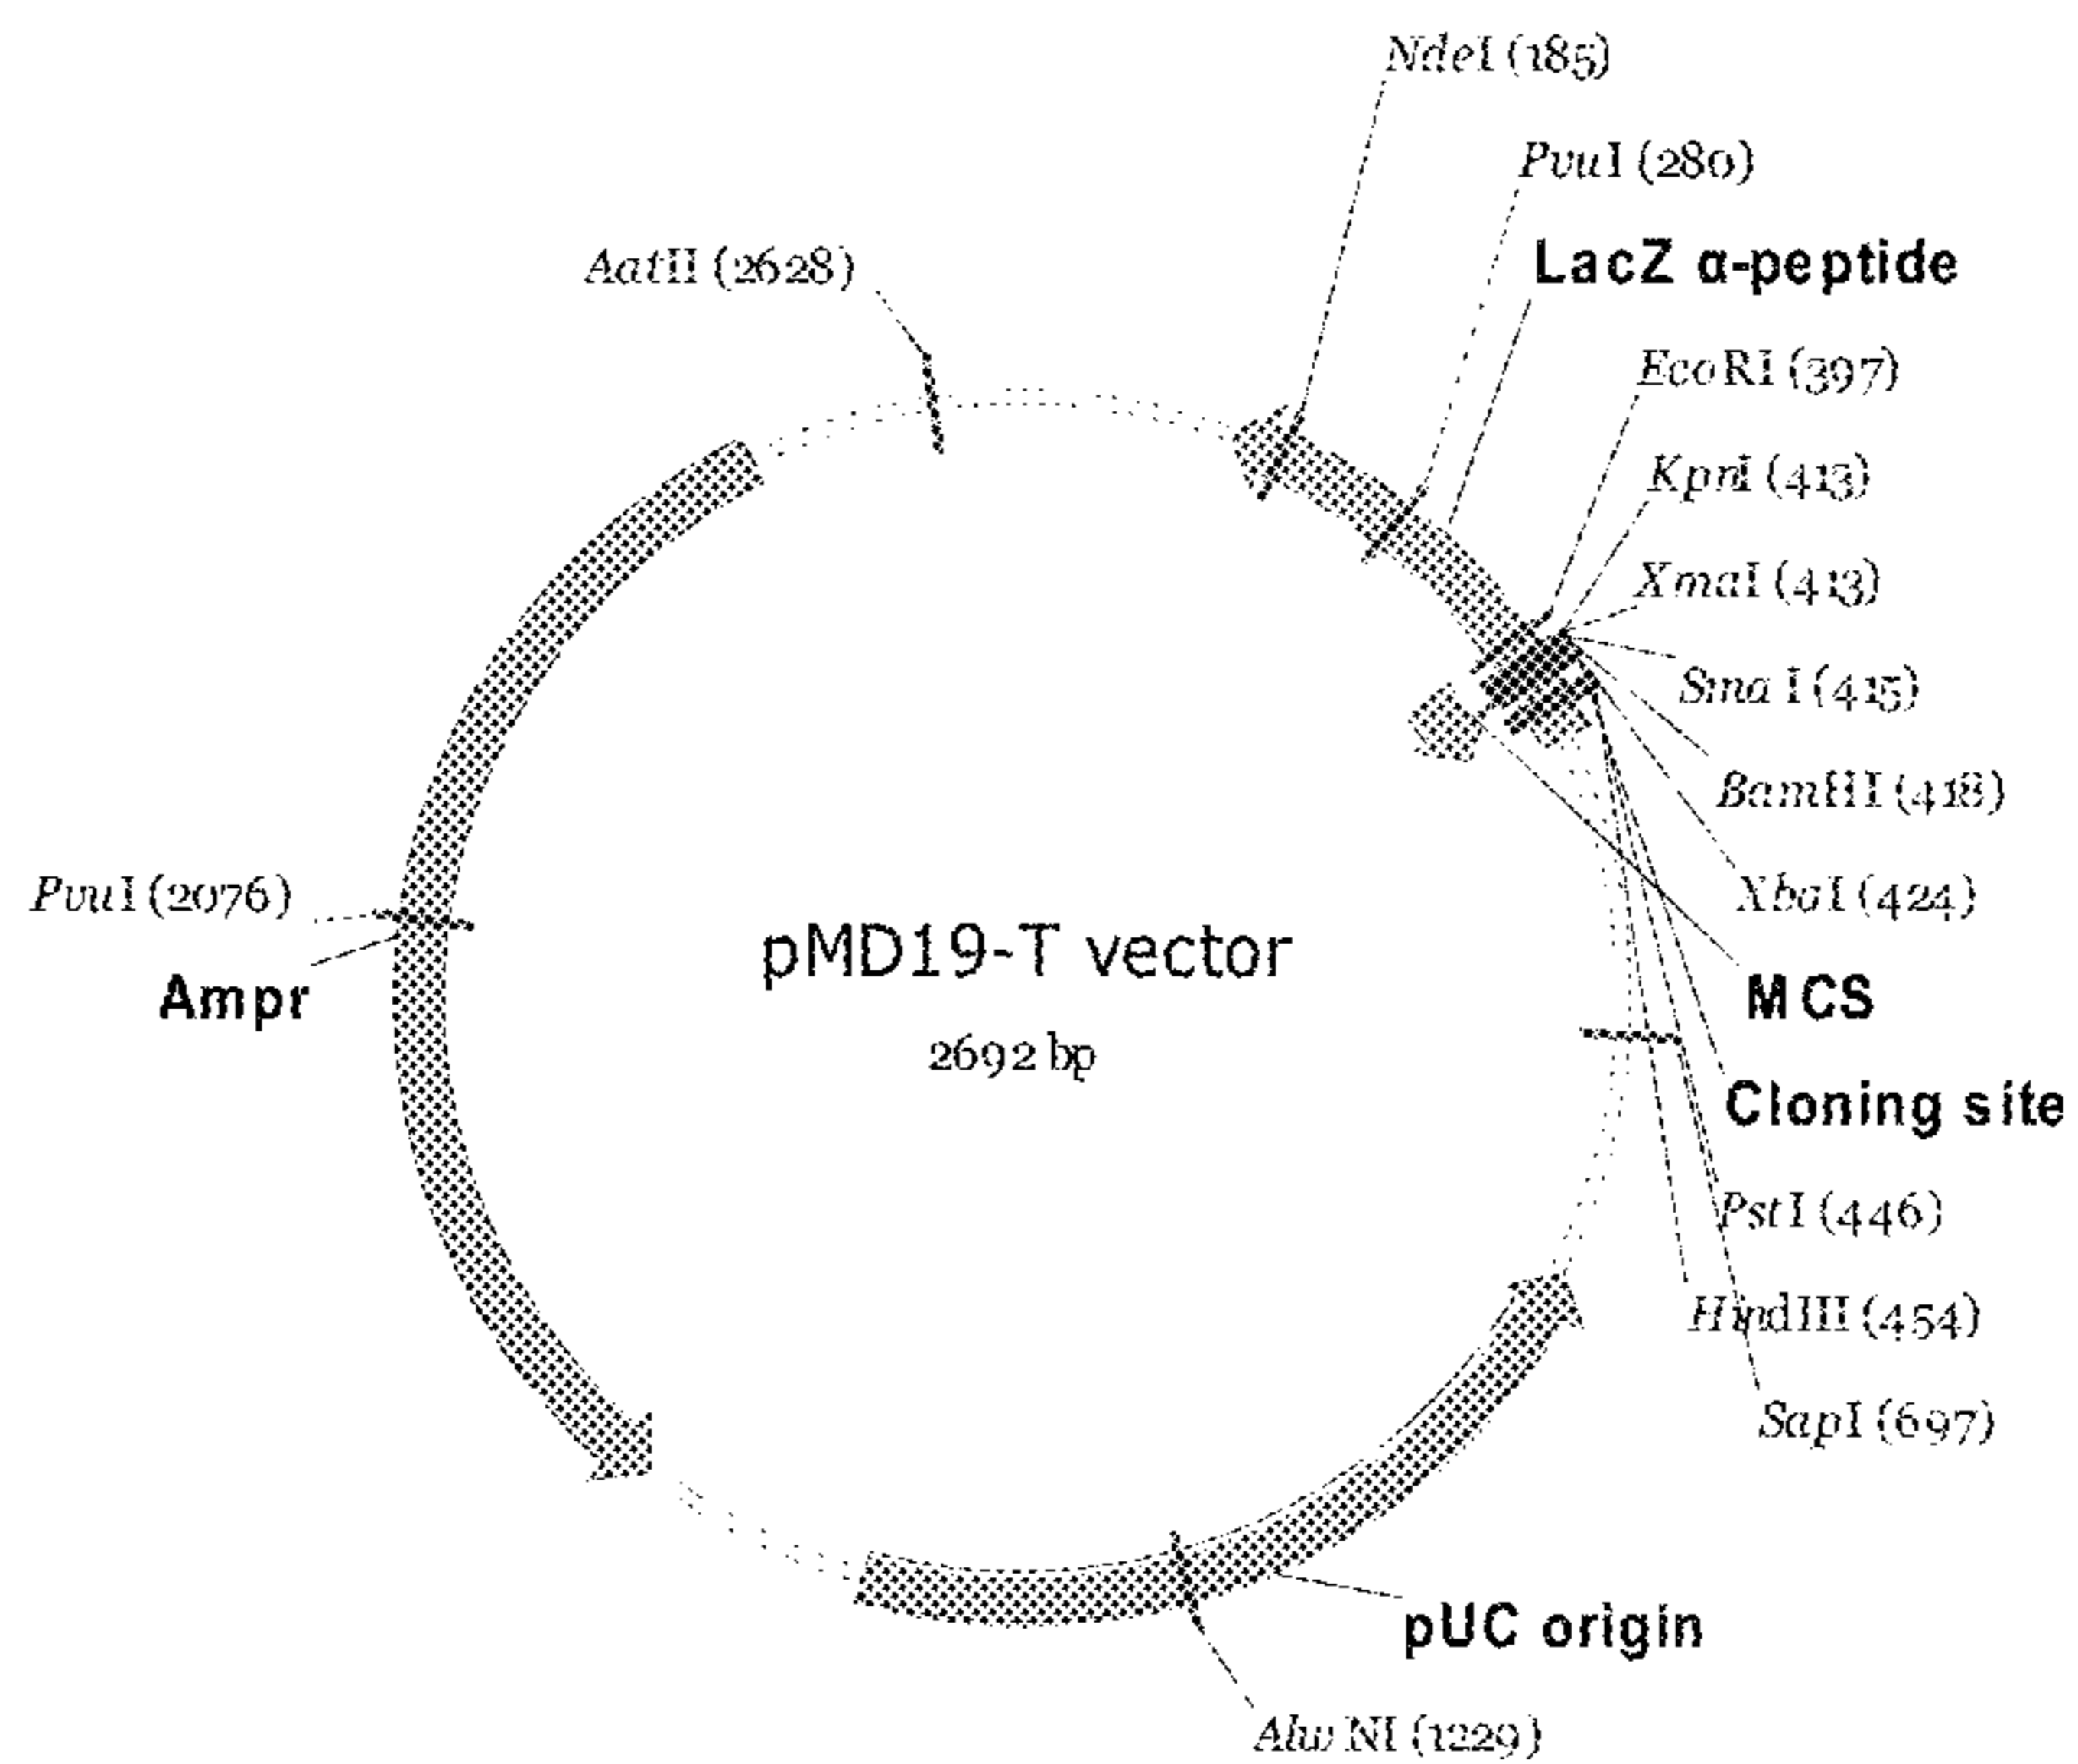 NdeI (185)
PvuI (280)
LacZ α-peptide
AatII (2628)
EcoRI (397)
KpnI (413)
XmaI (413)
SmaI (415)
BamHI (418)
XbaI (424)
PvuI (2076)
Ampr
pMD19-T vector
2692 bp
MCS
Cloning site
PstI (446)
HindIII (454)
SapI (697)
pUC origin
AlwNI (1229)